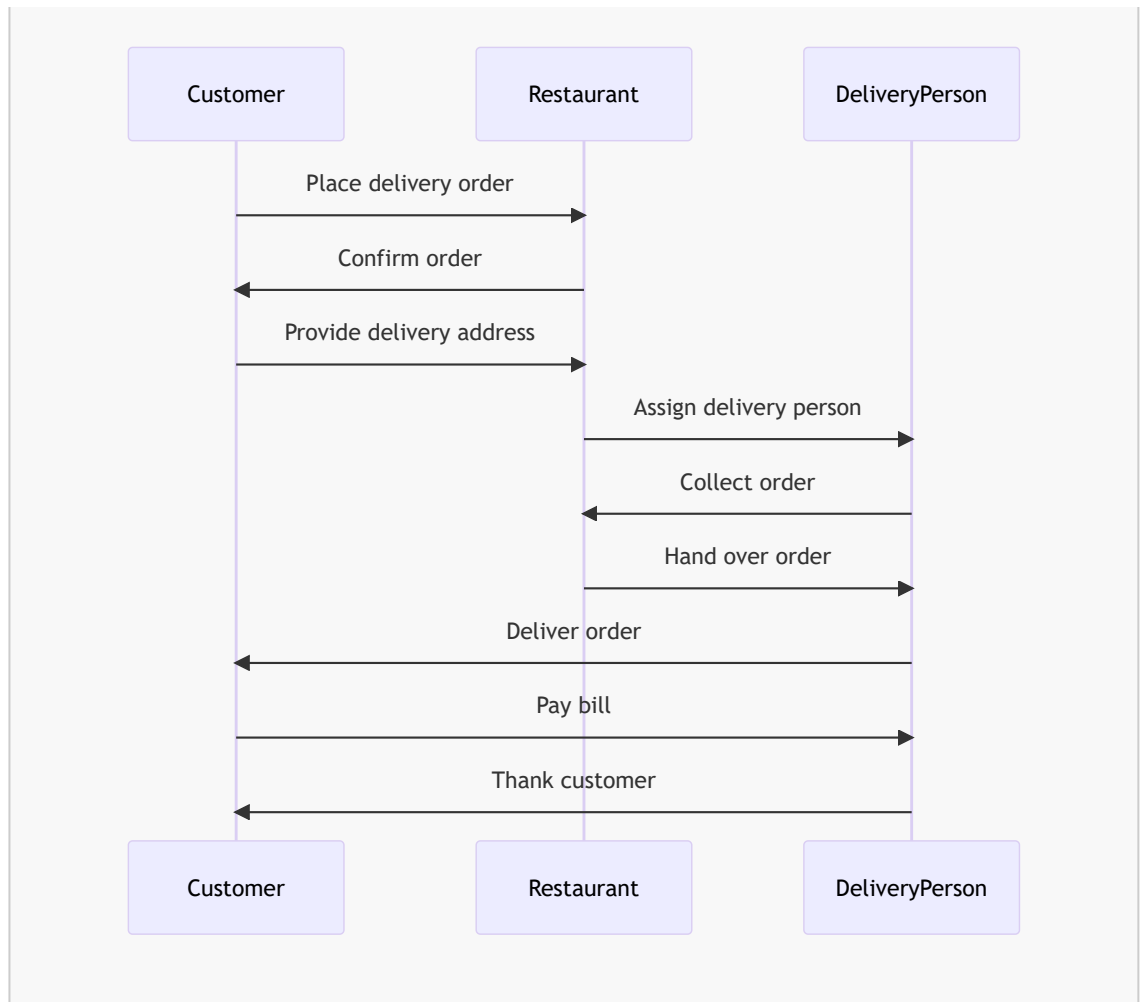 Customer
Restaurant
DeliveryPerson
Place delivery order
Confirm order
Provide delivery address
Assign delivery person
Collect order
Hand over order
Deliver order
Pay bill
Thank customer
Customer
Restaurant
DeliveryPerson